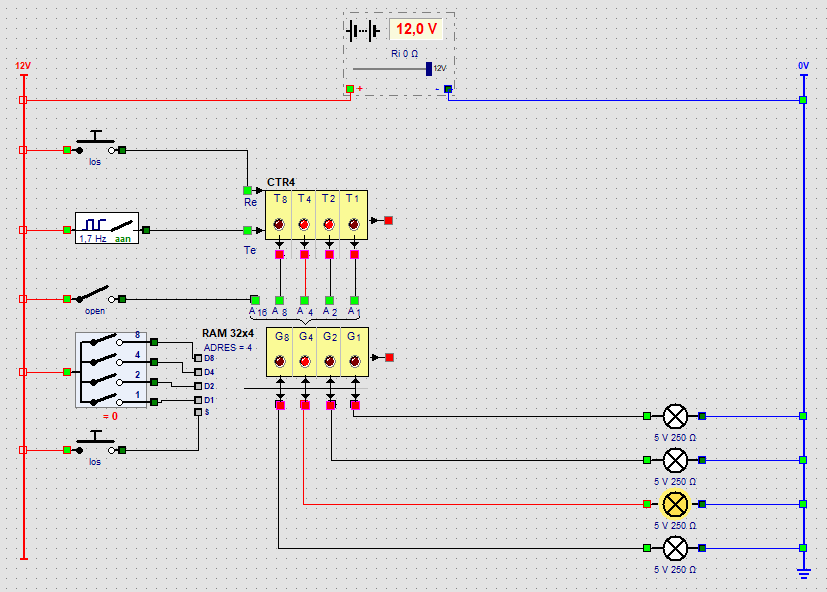 12,0 V
Ri 0 Ω
12V
+ -
12V
0V
los
CTR4
T8 T4 T2 T1
Re
1,7 Hz aan
Te
open
A16 A8 A4 A2 A1
RAM 32x4
ADRES = 4
G8 G4 G2 G1
8
4
2
1
D8
D4
D2
D1
S
= 0
los
5 V 250 Ω
5 V 250 Ω
5 V 250 Ω
5 V 250 Ω